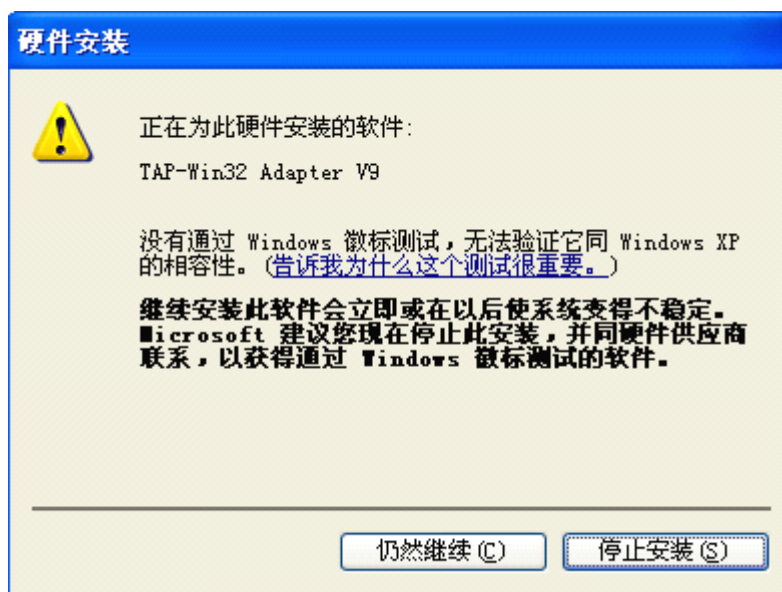 硬件安装
正在为此硬件安装的软件:
TAP-Win32 Adapter V9
没有通过 Windows 徽标测试，无法验证它同 Windows XP
的相容性。(告诉我为什么这个测试很重要。)
继续安装此软件会立即或在以后使系统变得不稳定。
Microsoft 建议您现在停止此安装，并同硬件供应商
联系，以获得通过 Windows 徽标测试的软件。
仍然继续(C)
停止安装(S)